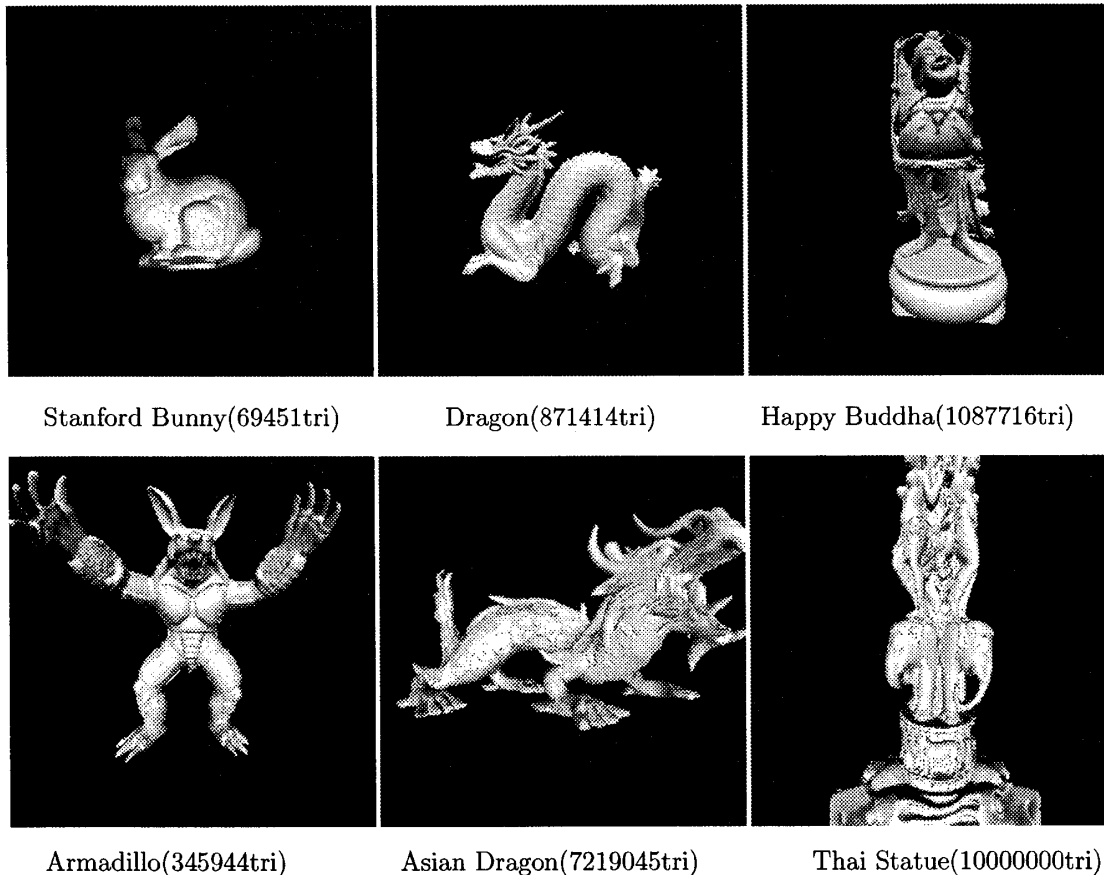 Stanford Bunny(69451tri)
Dragon(871414tri)
Happy Buddha(1087716tri)
Armadillo(345944tri)
Asian Dragon(7219045tri)
Thai Statue(10000000tri)